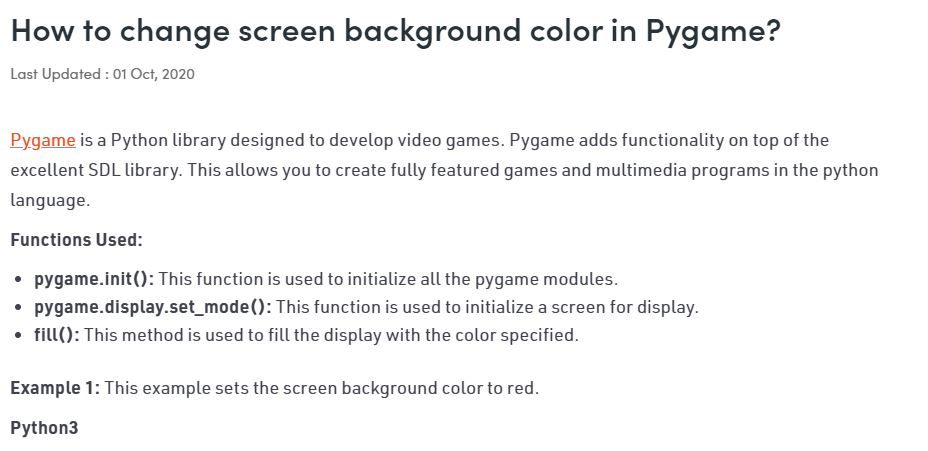 How to change screen background color in Pygame?
Last Updated : 01 Oct, 2020
Pygame is a Python library designed to develop video games. Pygame adds functionality on top of the
excellent SDL library. This allows you to create fully featured games and multimedia programs in the python
language.
Functions Used:
• pygame.init(): This function is used to initialize all the pygame modules.
• pygame.display.set_mode(): This function is used to initialize a screen for display.
• fill(): This method is used to fill the display with the color specified.
Example 1: This example sets the screen background color to red.
Python3